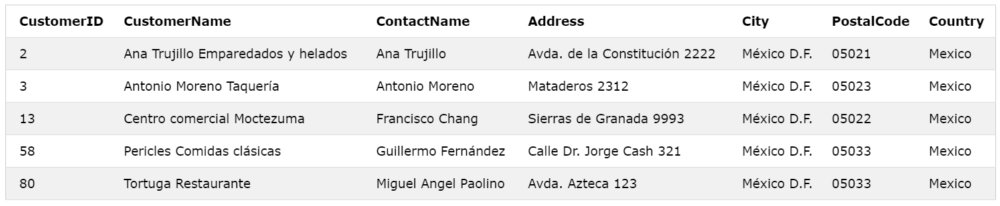 CustomerID CustomerName ContactName Address City PostalCode Country
2 Ana Trujillo Emparedados y helados Ana Trujillo Avda. de la Constitución 2222 México D.F. 05021 Mexico
3 Antonio Moreno Taquería Antonio Moreno Mataderos 2312 México D.F. 05023 Mexico
13 Centro comercial Moctezuma Francisco Chang Sierras de Granada 9993 México D.F. 05022 Mexico
58 Pericles Comidas clásicas Guillermo Fernández Calle Dr. Jorge Cash 321 México D.F. 05033 Mexico
80 Tortuga Restaurante Miguel Angel Paolino Avda. Azteca 123 México D.F. 05033 Mexico